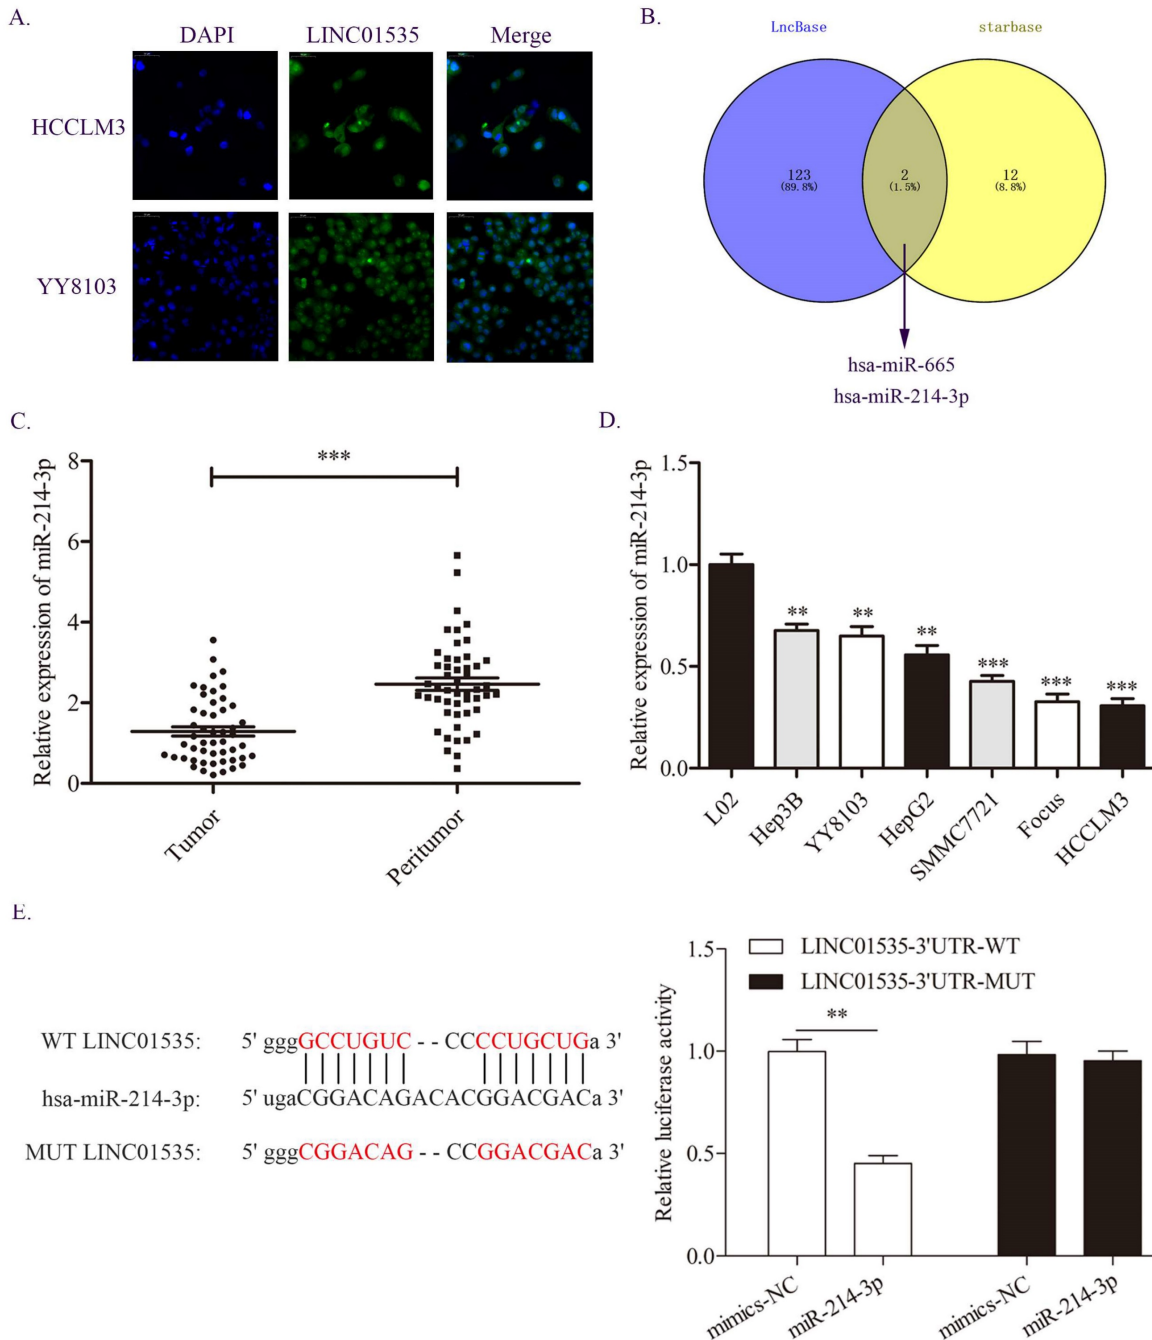 A.
DAPI LINC01535 Merge
HCCLM3
YY8103
B.
LncBase starbase
123 2 12
(89.8%) (1.5%) (8.8%)
hsa-miR-665
hsa-miR-214-3p
C.
Relative expression of miR-214-3p
8
6
4
2
0
***
Tumor Peritumor
D.
Relative expression of miR-214-3p
1.5
1.0
0.5
0.0
** ** ** *** *** ***
L02 Hep3B YY8103 HepG2 SMMC7721 Focus HCCLM3
E.
WT LINC01535: 5' gggGCCUGUC - - CCCCUGCUGa 3'
hsa-miR-214-3p: 5' ugaCGGACAGACACGGACGACa 3'
MUT LINC01535: 5' gggCGGACAG - - CCGGACGACa 3'
LINC01535-3'UTR-WT
LINC01535-3'UTR-MUT
Relative luciferase activity
1.5
1.0
0.5
0.0
**
mimics-NC miR-214-3p mimics-NC miR-214-3p